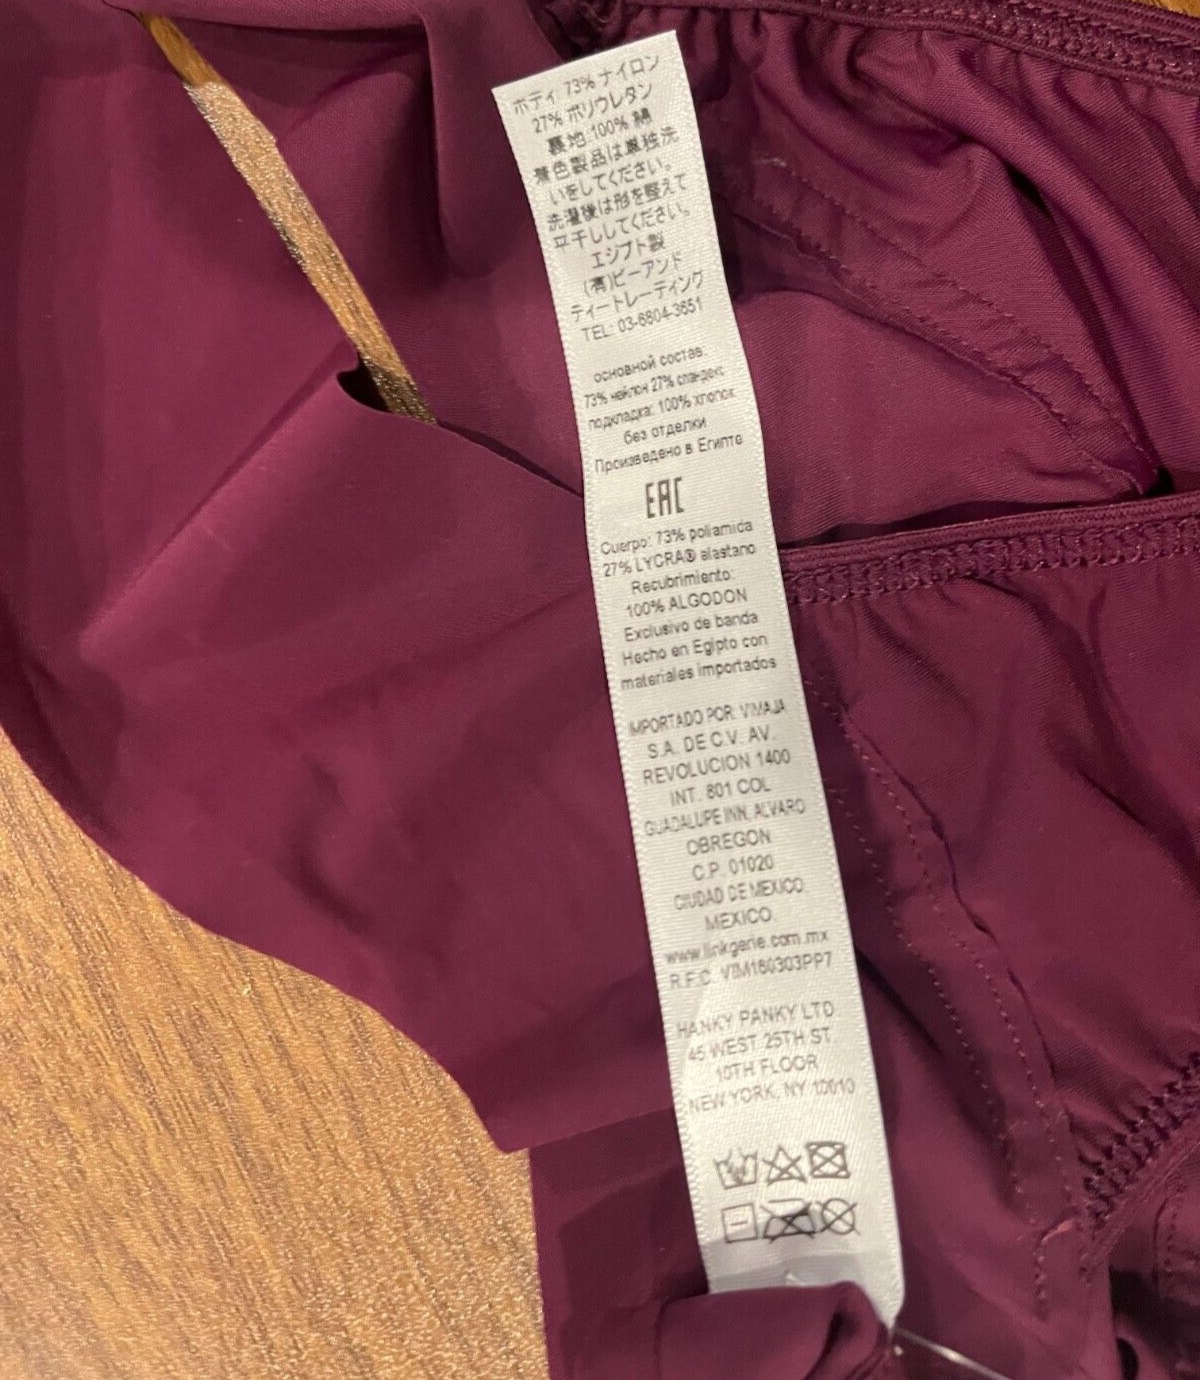 ボディ 73% ナイロン
27% ポリウレタン
裏地 100% 綿
着色製品は単独洗
いをしてください。
洗濯後は形を整えて
平干ししてください。
エジプト製
(有)ビーアンド
ティートレーディング
TEL: 03-6804-3651
основной состав:
73% нейлон 27% спандекс
подкладка: 100% хлопок
без отделки
Произведено в Египте
EAC
Cuerpo: 73% poliamida
27% LYCRA® elastano
Recubrimiento:
100% ALGODON
Exclusivo de banda
Hecho en Egipto con
materiales importados
IMPORTADO POR: VIMAJA
S.A. DE C.V. AV.
REVOLUCION 1400
INT. 801 COL
GUADALUPE INN, ALVARO
OBREGON
C.P. 01020
CIUDAD DE MEXICO.
MEXICO.
www.linkgerie.com.mx
R.F.C. VIM160303PP7
HANKY PANKY LTD
45 WEST 25TH ST
10TH FLOOR
NEW YORK, NY 10010